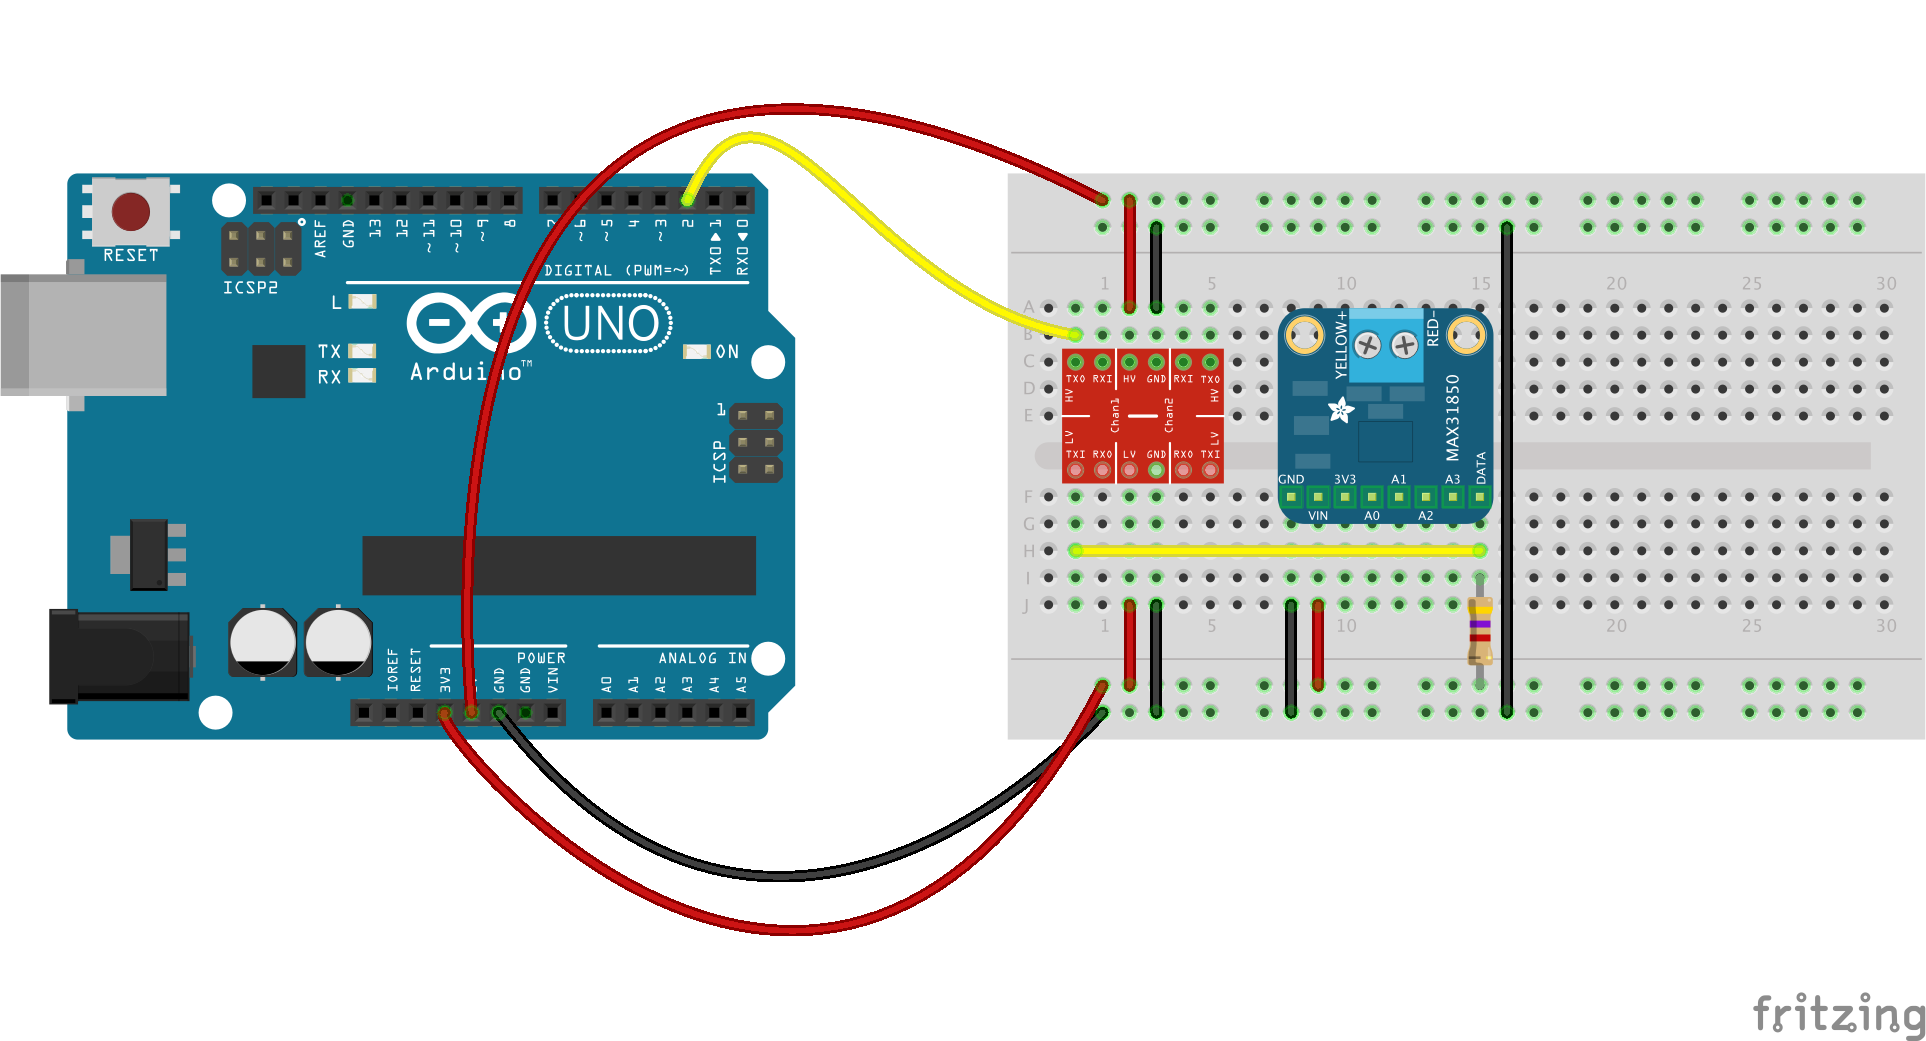 RESET
ICSP2
AREF
GND
13
12
~11
~10
~9
8
~6
~5
4
~3
2
TX0▶1
RX0◀0
DIGITAL (PWM=~)
L
TX
RX
UNO
Arduino™
ON
1
ICSP
IOREF
RESET
3V3
GND
GND
VIN
POWER
ANALOG IN
A0
A1
A2
A3
A4
A5
1 5 10 15 20 25 30
A
B
C
D
E
F
G
H
I
J
1 5 10 20 25 30
TXO RXI HV GND RXI TXO
HV
HV
Chan1
Chan2
LV
LV
TXI RXO LV GND RXO TXI
YELLOW+
RED-
MAX31850
GND
VIN
3V3
A0
A1
A2
A3
DATA
fritzing